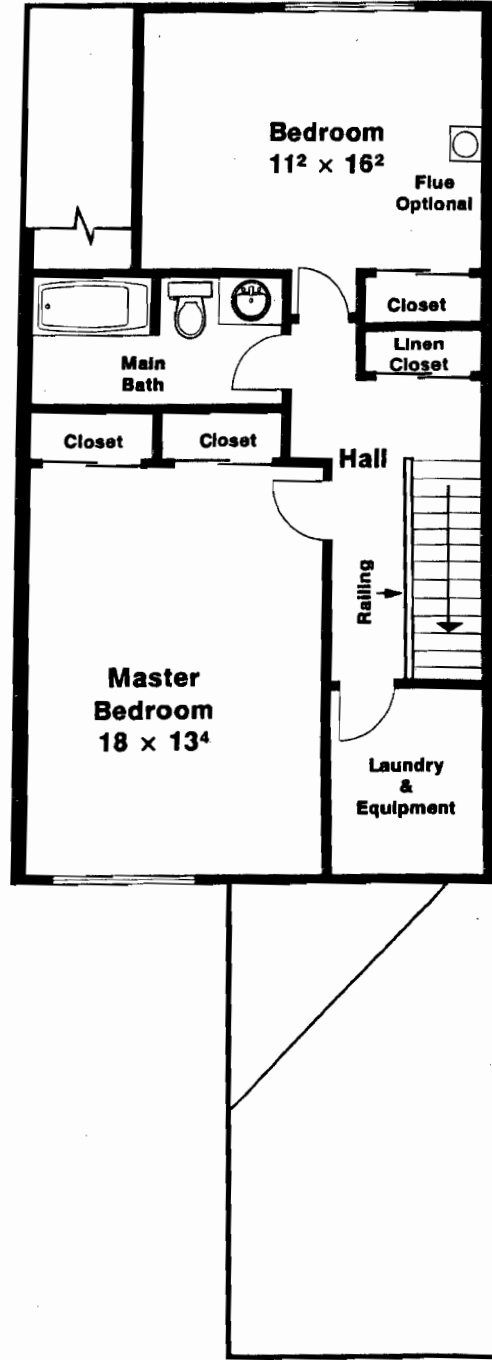 Bedroom
11² × 16²
Flue
Optional
Closet
Linen
Closet
Main
Bath
Closet
Closet
Hall
Railing
Master
Bedroom
18 × 13⁴
Laundry
&
Equipment